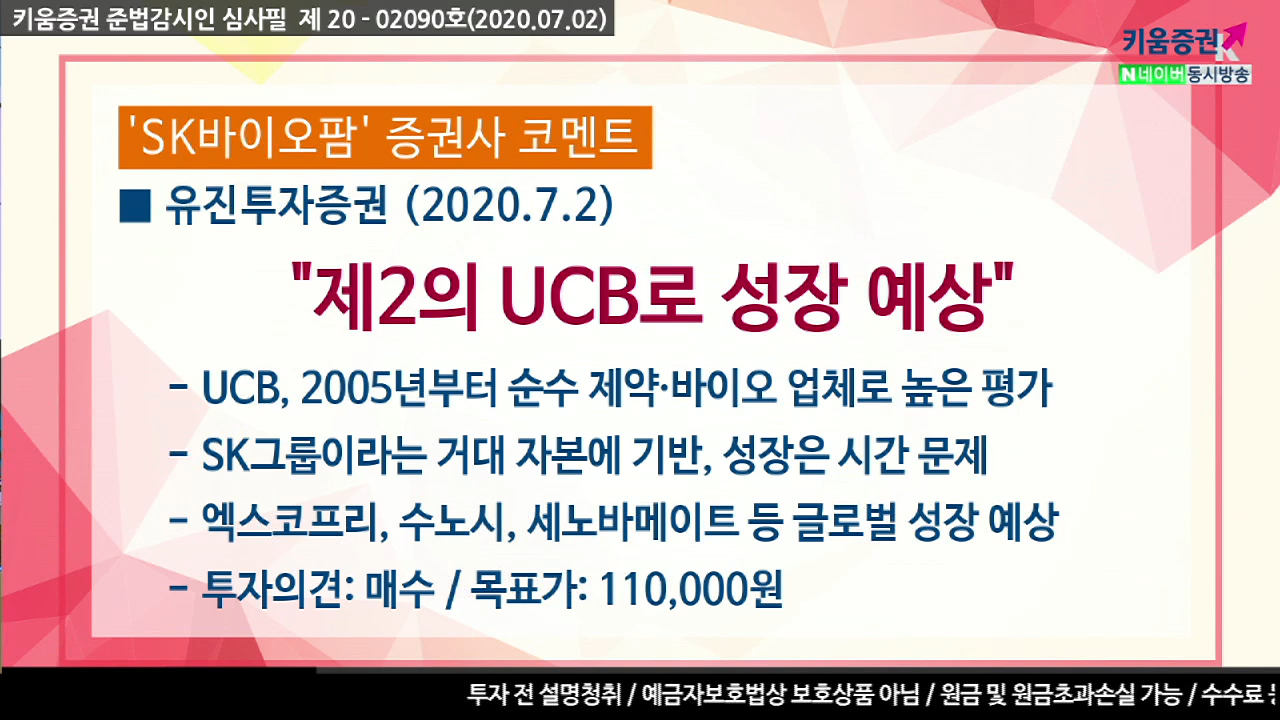 키움증권 준법감시인 심사필 제 20 - 02090호(2020.07.02)
키움증권
N 네이버 동시방송
'SK바이오팜' 증권사 코멘트
■ 유진투자증권 (2020.7.2)
"제2의 UCB로 성장 예상"
- UCB, 2005년부터 순수 제약·바이오 업체로 높은 평가
- SK그룹이라는 거대 자본에 기반, 성장은 시간 문제
- 엑스코프리, 수노시, 세노바메이트 등 글로벌 성장 예상
- 투자의견: 매수 / 목표가: 110,000원
투자 전 설명청취 / 예금자보호법상 보호상품 아님 / 원금 및 원금초과손실 가능 / 수수료